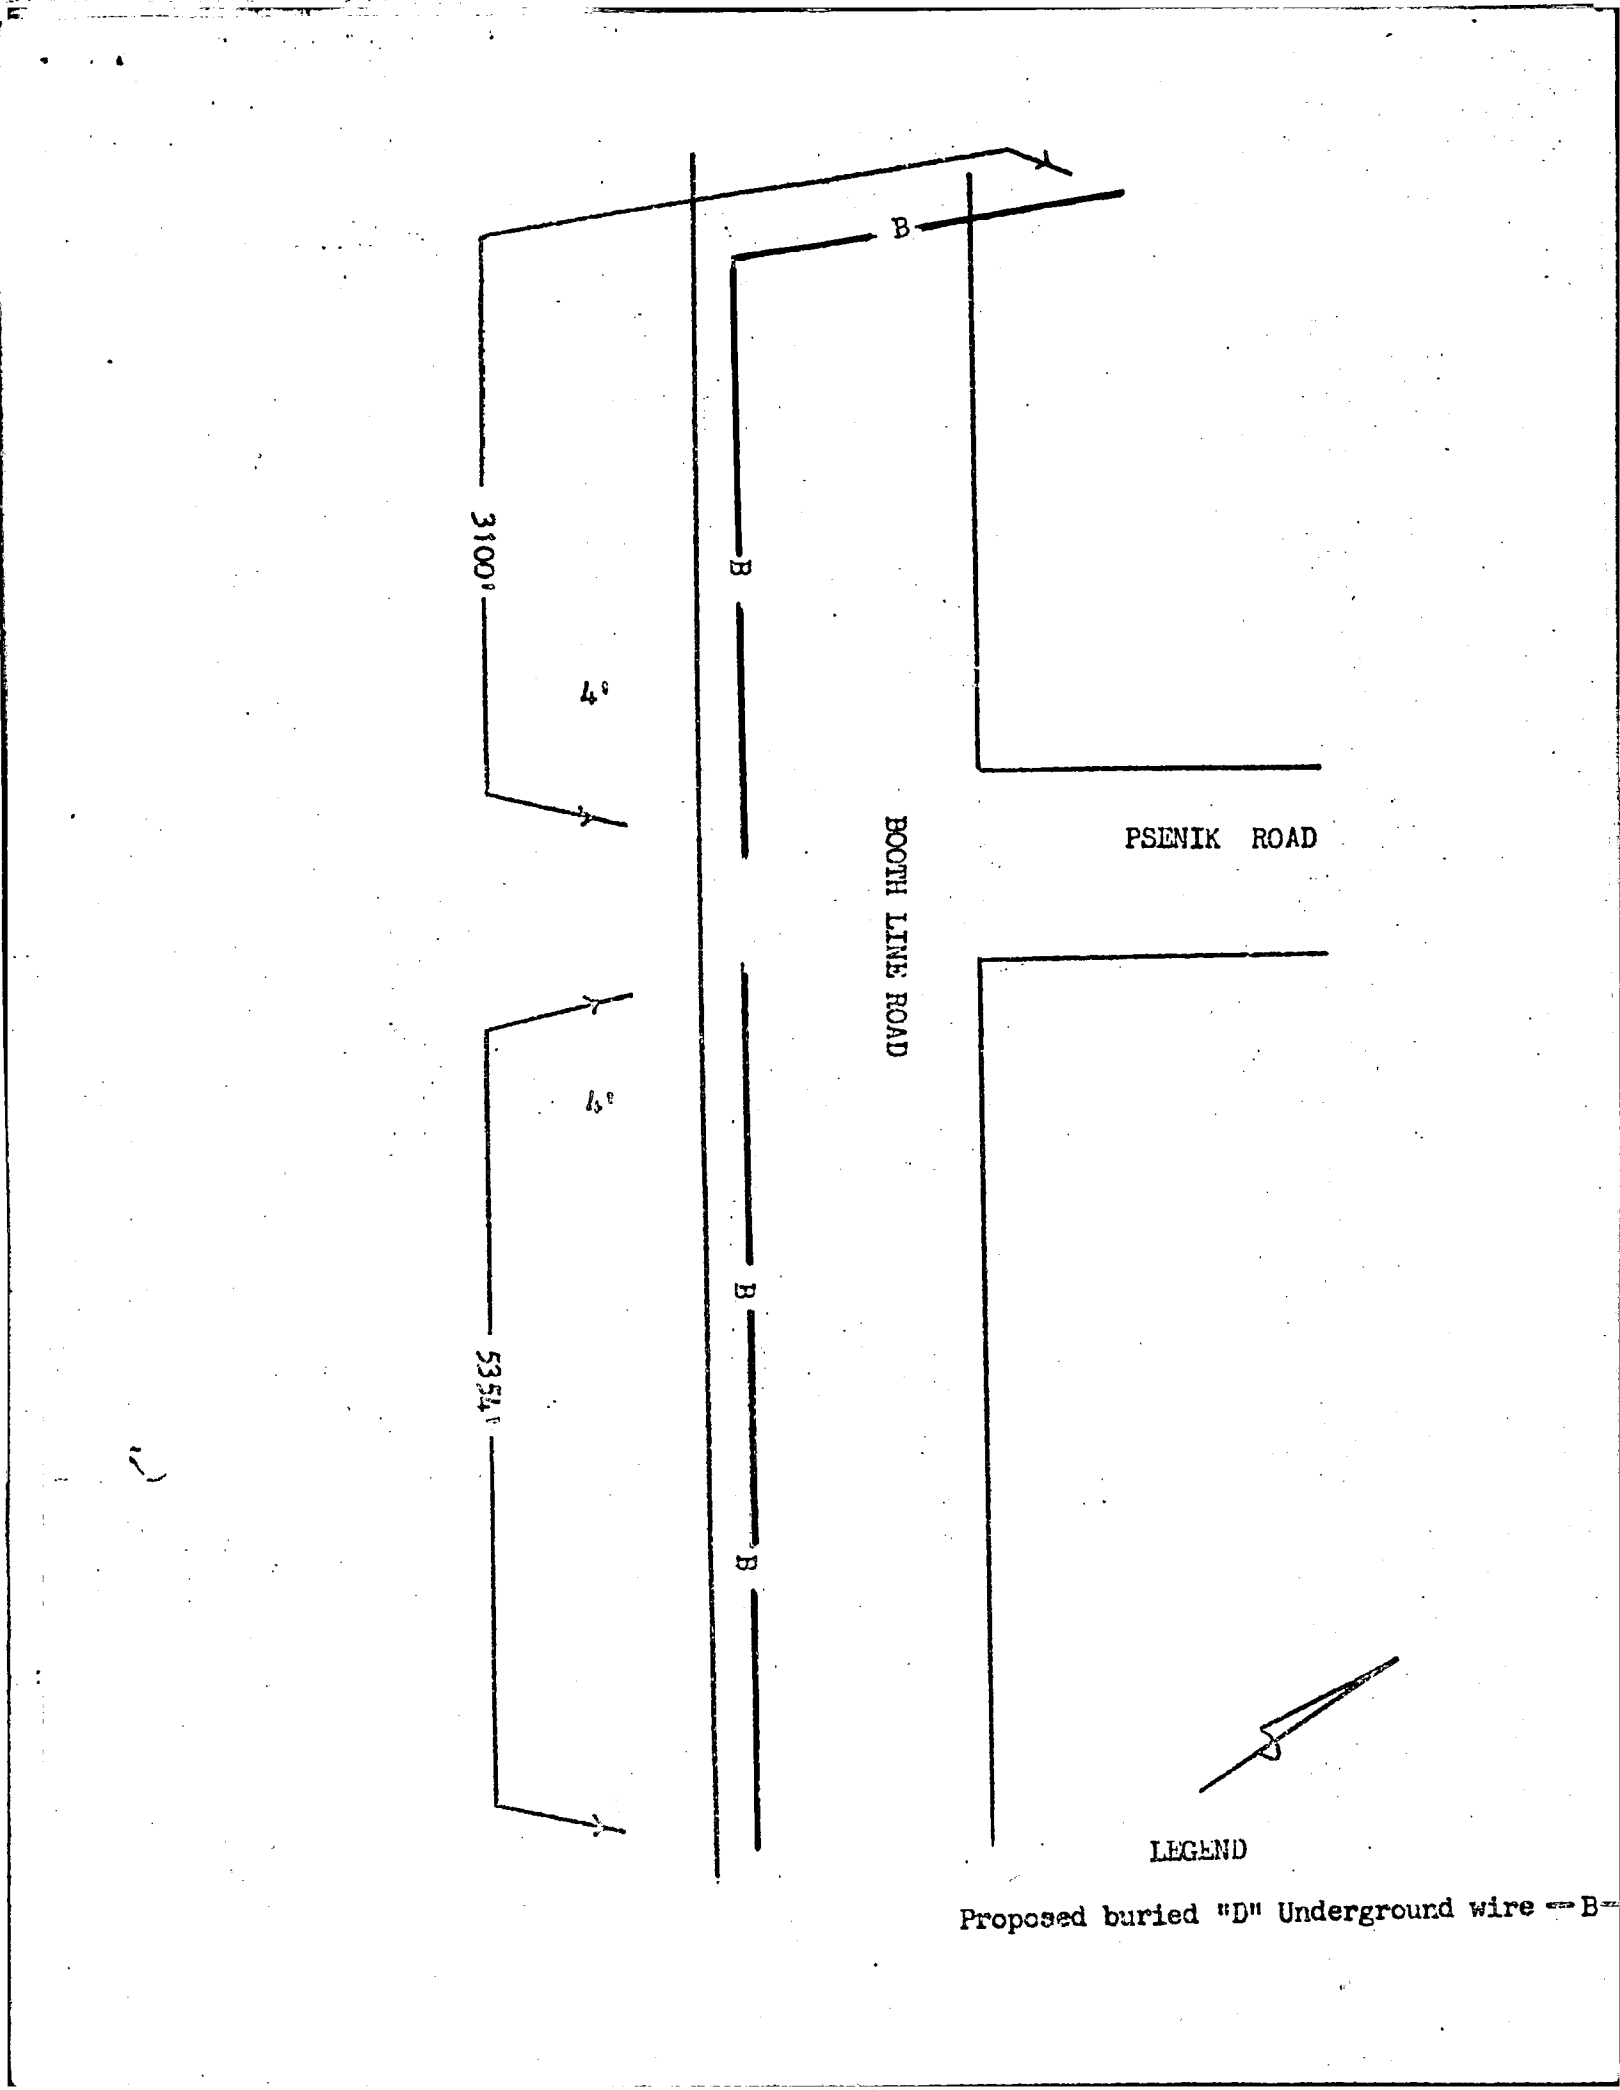 B
3100'
B
4'
BOOTH LINE ROAD
PSENIK ROAD
4'
B
5354'
B
LEGEND
Proposed buried "D" Underground wire -- B-